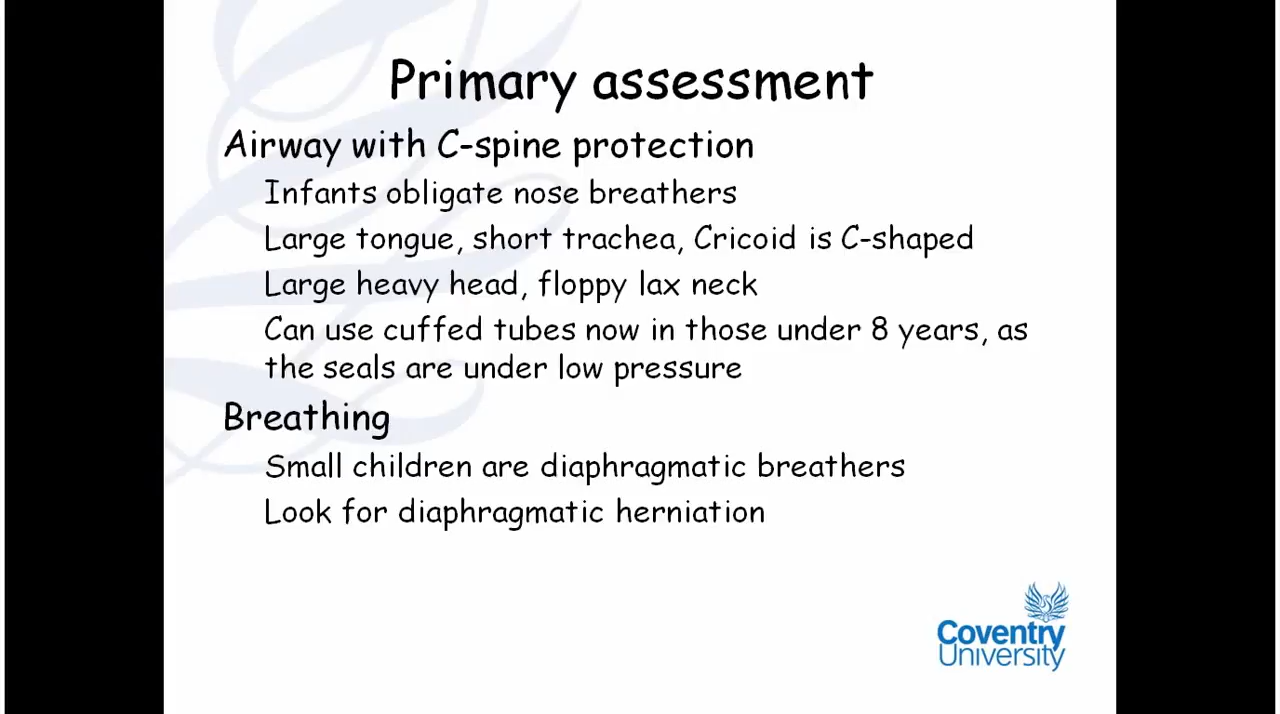 Primary assessment
Airway with C-spine protection
Infants obligate nose breathers
Large tongue, short trachea, Cricoid is C-shaped
Large heavy head, floppy lax neck
Can use cuffed tubes now in those under 8 years, as
the seals are under low pressure
Breathing
Small children are diaphragmatic breathers
Look for diaphragmatic herniation
Coventry
University